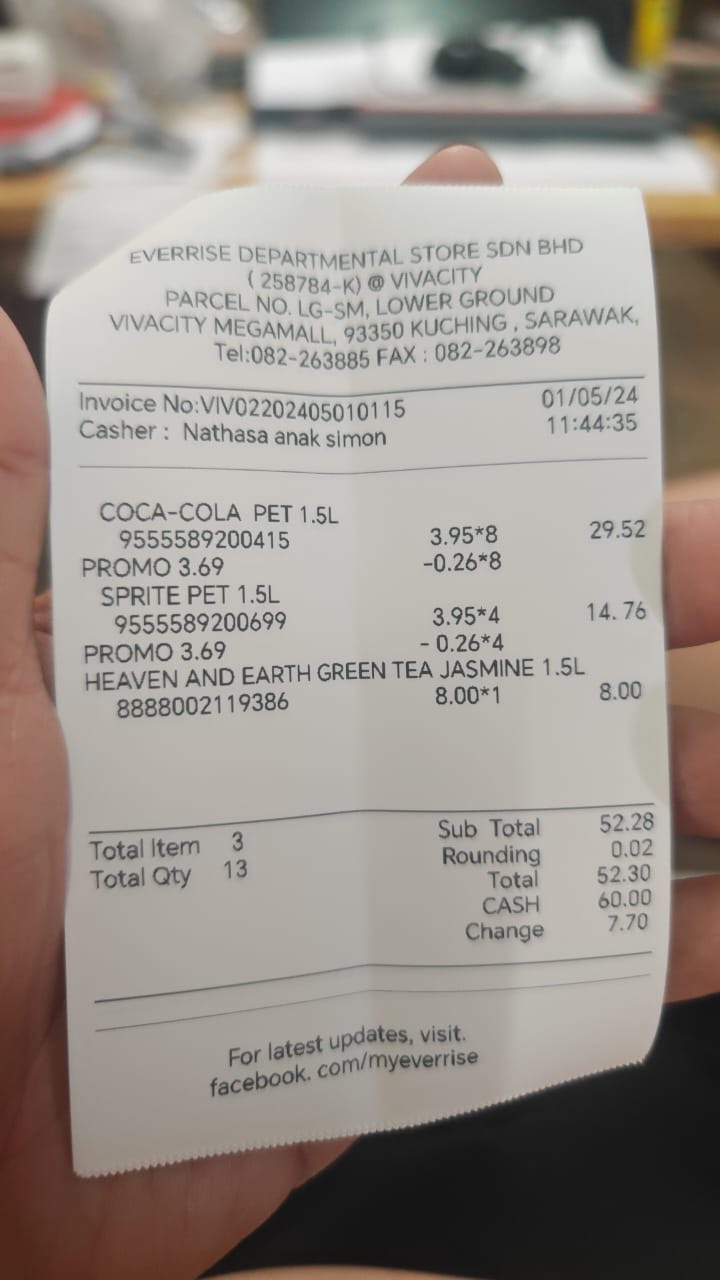 EVERRISE DEPARTMENTAL STORE SDN BHD
( 258784-K) @ VIVACITY
PARCEL NO. LG-SM, LOWER GROUND
VIVACITY MEGAMALL, 93350 KUCHING , SARAWAK,
Tel:082-263885 FAX : 082-263898
Invoice No:VIV02202405010115 01/05/24
Casher : Nathasa anak simon 11:44:35
COCA-COLA PET 1.5L
9555589200415 3.95*8 29.52
PROMO 3.69 -0.26*8
SPRITE PET 1.5L
9555589200699 3.95*4 14. 76
PROMO 3.69 - 0.26*4
HEAVEN AND EARTH GREEN TEA JASMINE 1.5L
8888002119386 8.00*1 8.00
Total Item 3 Sub Total 52.28
Total Qty 13 Rounding 0.02
Total 52.30
CASH 60.00
Change 7.70
For latest updates, visit.
facebook. com/myeverrise